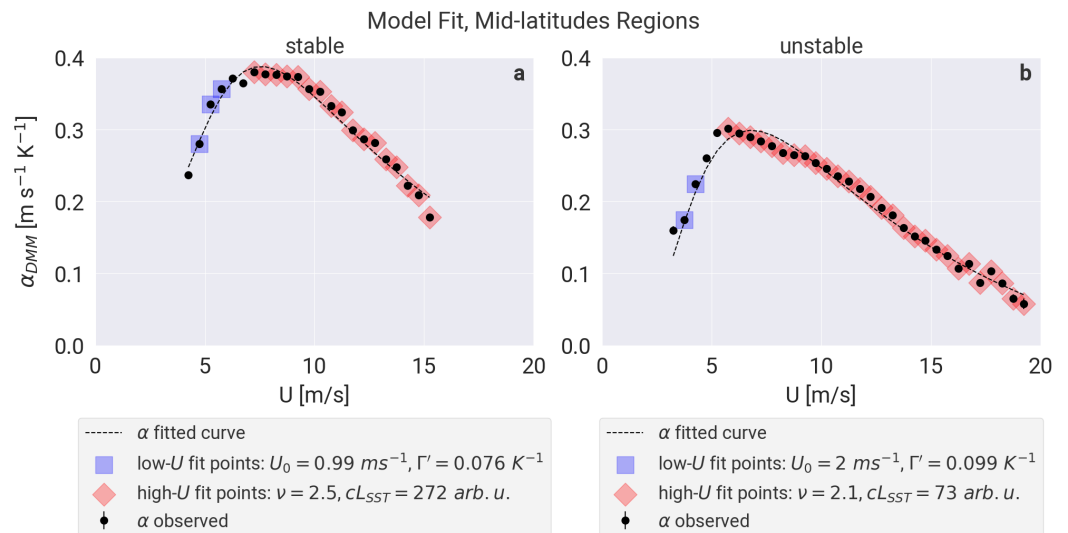 Model Fit, Mid-latitudes Regions
stable
unstable
a
b
0.4
0.3
0.2
0.1
0.0
α_DMM [m s⁻¹ K⁻¹]
0 5 10 15 20
U [m/s]
0.4
0.3
0.2
0.1
0.0
0 5 10 15 20
U [m/s]
α fitted curve
low-U fit points: U₀ = 0.99 ms⁻¹, Γ′ = 0.076 K⁻¹
high-U fit points: ν = 2.5, cL_SST = 272 arb. u.
α observed
α fitted curve
low-U fit points: U₀ = 2 ms⁻¹, Γ′ = 0.099 K⁻¹
high-U fit points: ν = 2.1, cL_SST = 73 arb. u.
α observed